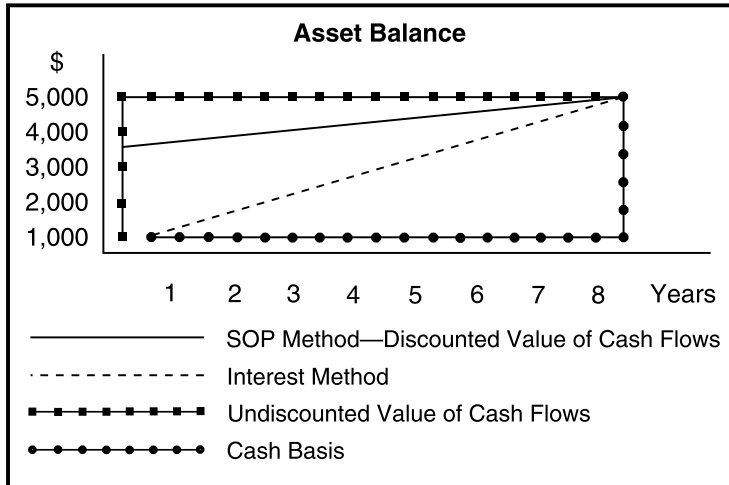 Asset Balance
$
5,000
4,000
3,000
2,000
1,000
1 2 3 4 5 6 7 8 Years
SOP Method—Discounted Value of Cash Flows
Interest Method
Undiscounted Value of Cash Flows
Cash Basis